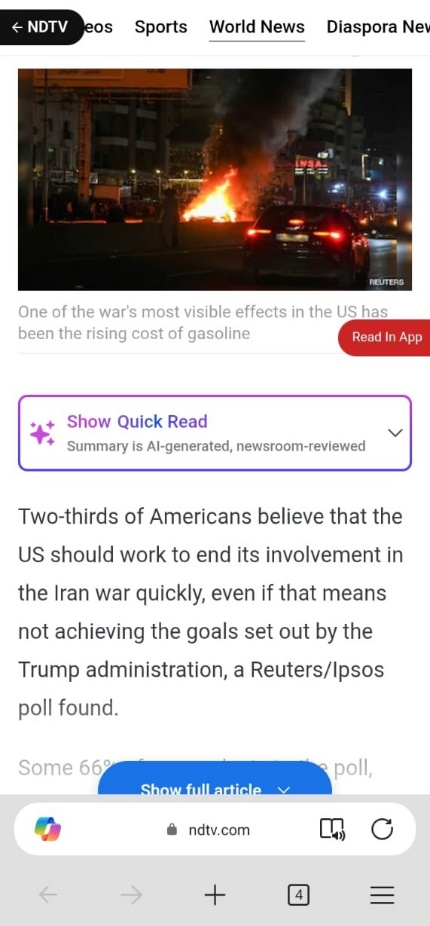 ← NDTV eos Sports World News Diaspora New
REUTERS
One of the war's most visible effects in the US has
been the rising cost of gasoline
Read In App
Show Quick Read
Summary is AI-generated, newsroom-reviewed
Two-thirds of Americans believe that the
US should work to end its involvement in
the Iran war quickly, even if that means
not achieving the goals set out by the
Trump administration, a Reuters/Ipsos
poll found.
Some 66% poll,
Show full article
ndtv.com
4